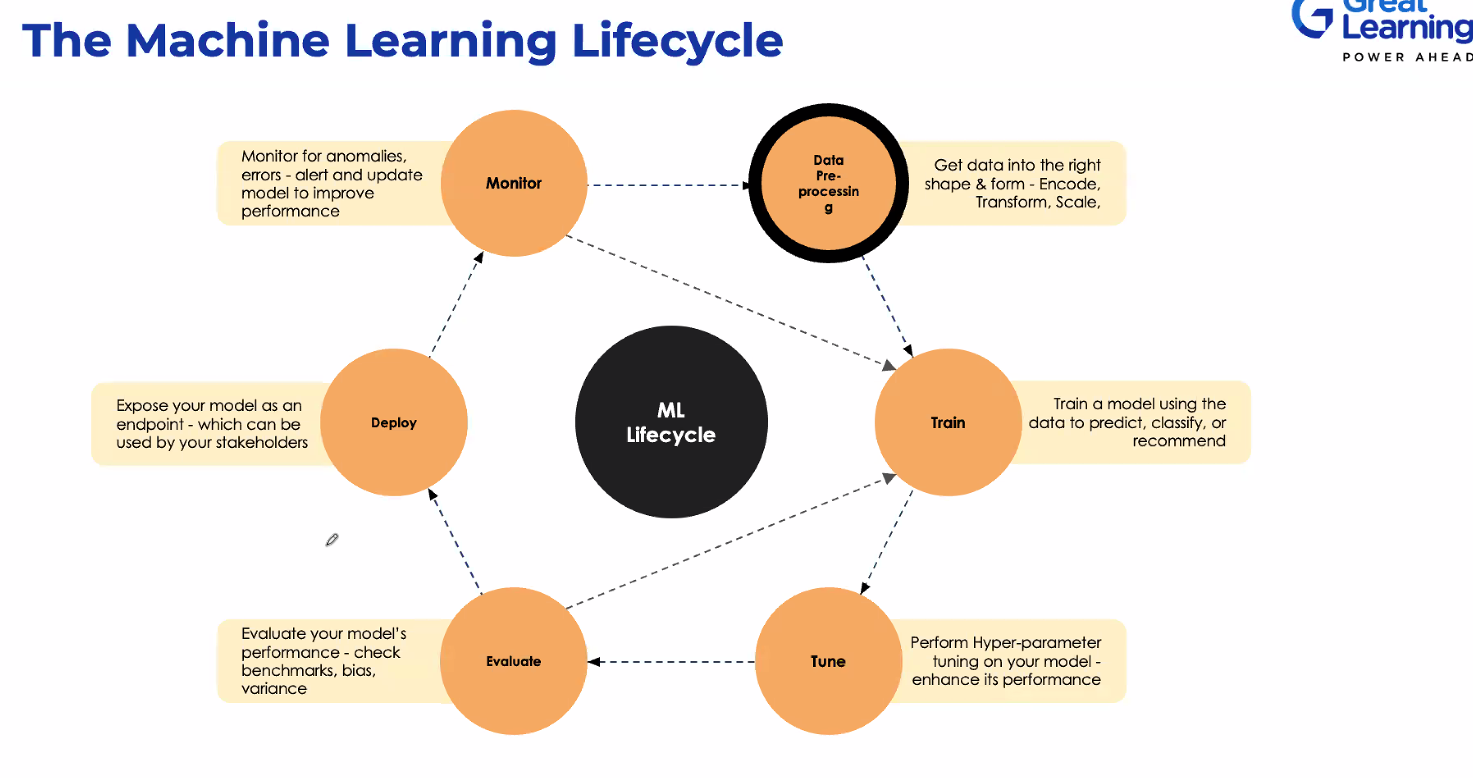 The Machine Learning Lifecycle
Great
Learning
POWER AHEAD
Monitor for anomalies,
errors - alert and update
model to improve
performance
Monitor
Data
Pre-
processin
g
Get data into the right
shape & form - Encode,
Transform, Scale,
Expose your model as an
endpoint - which can be
used by your stakeholders
Deploy
ML
Lifecycle
Train
Train a model using the
data to predict, classify, or
recommend
Evaluate your model's
performance - check
benchmarks, bias,
variance
Evaluate
Tune
Perform Hyper-parameter
tuning on your model -
enhance its performance